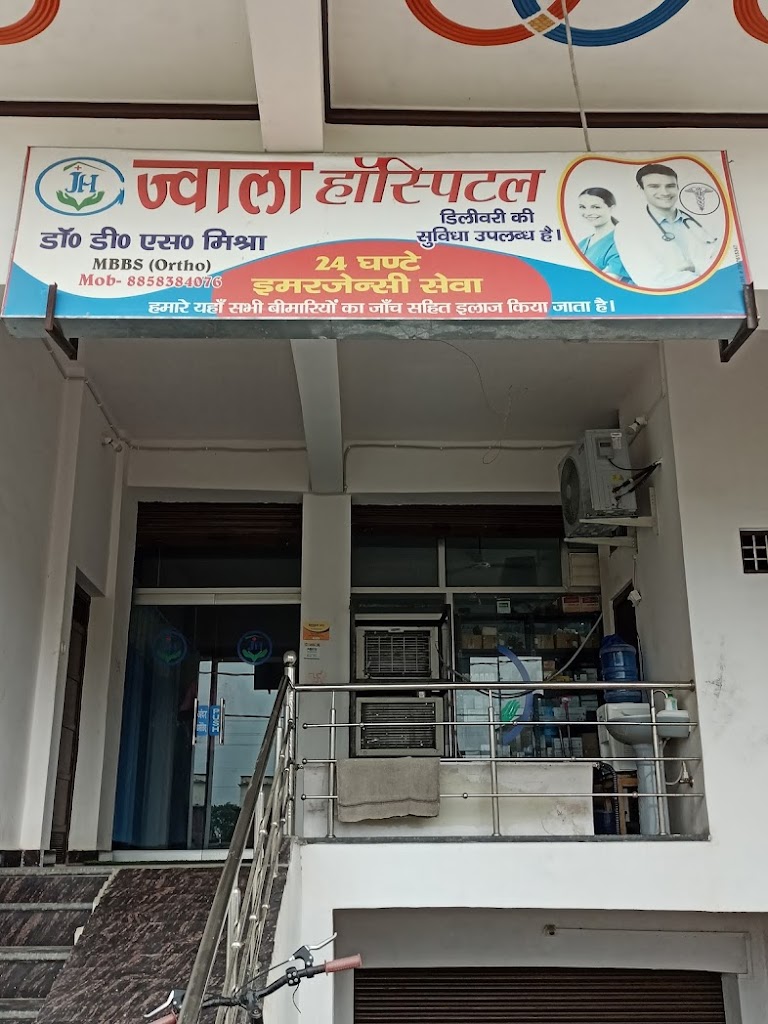 JH
ज्वाला हॉस्पिटल
डिलीवरी की
सुविधा उपलब्ध है।
डॉ० डी० एस० मिश्रा
MBBS (Ortho)
Mob- 8858384076
24 घण्टे
इमरजेन्सी सेवा
हमारे यहाँ सभी बीमारियों का जाँच सहित इलाज किया जाता है।
PUSH